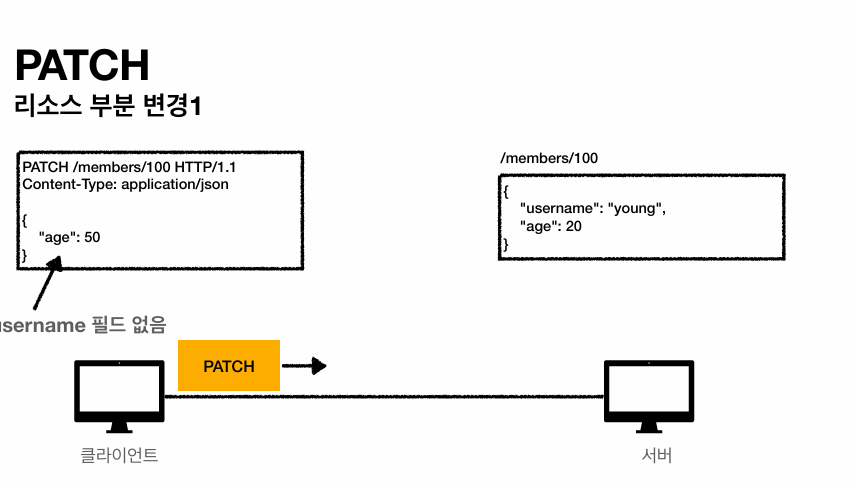 PATCH
리소스 부분 변경1
PATCH /members/100 HTTP/1.1
Content-Type: application/json
{
"age": 50
}
username 필드 없음
/members/100
{
"username": "young",
"age": 20
}
PATCH
클라이언트
서버